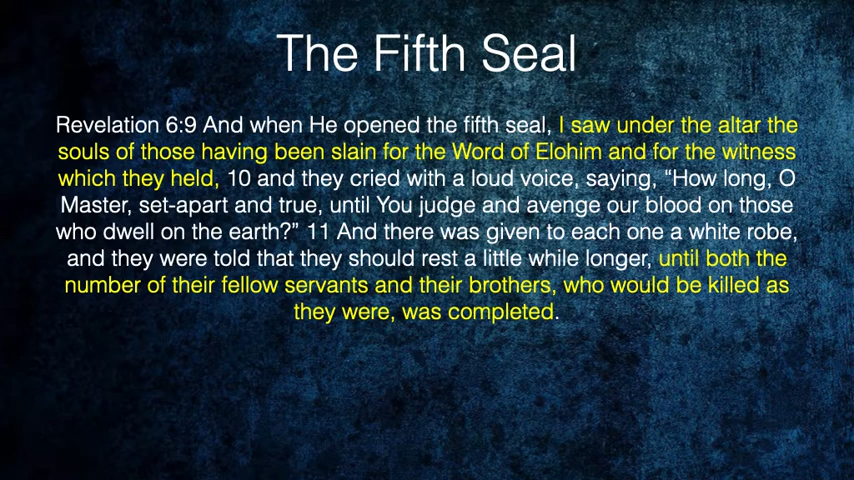 The Fifth Seal
Revelation 6:9 And when He opened the fifth seal, I saw under the altar the
souls of those having been slain for the Word of Elohim and for the witness
which they held, 10 and they cried with a loud voice, saying, “How long, O
Master, set-apart and true, until You judge and avenge our blood on those
who dwell on the earth?” 11 And there was given to each one a white robe,
and they were told that they should rest a little while longer, until both the
number of their fellow servants and their brothers, who would be killed as
they were, was completed.